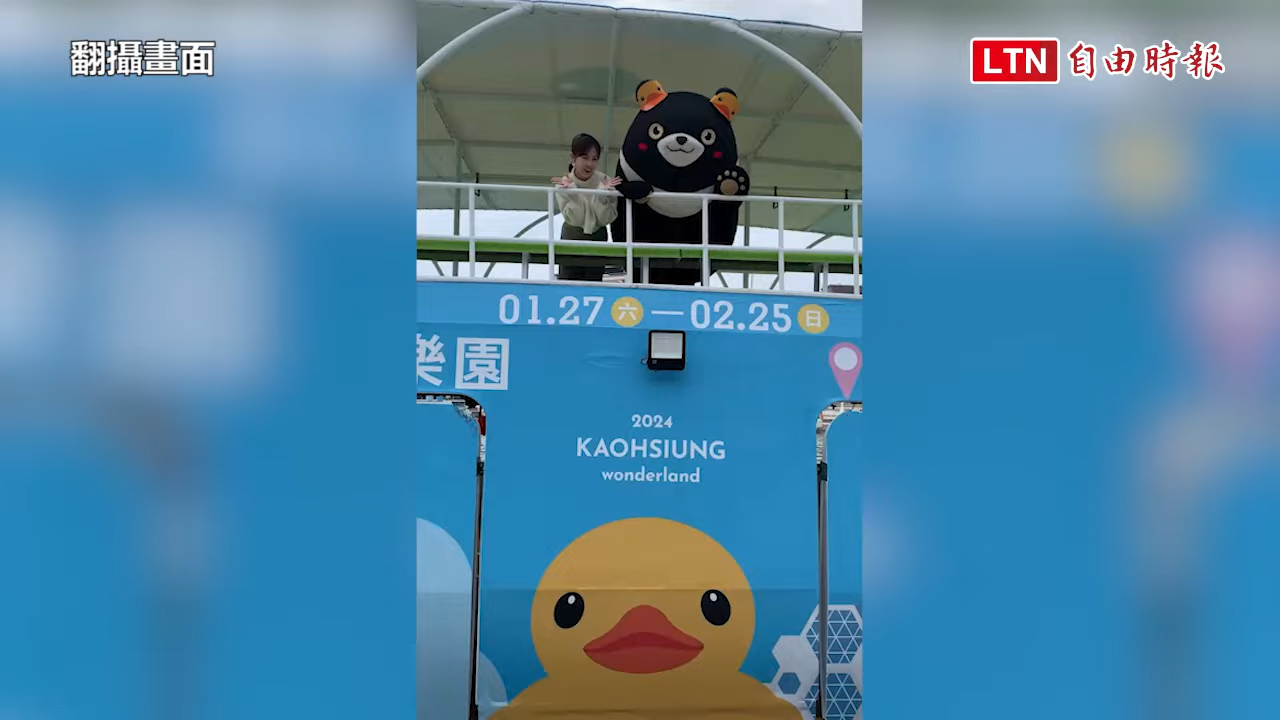 翻攝畫面
LTN 自由時報
01.27 六 — 02.25 日
樂園
2024
KAOHSIUNG
wonderland